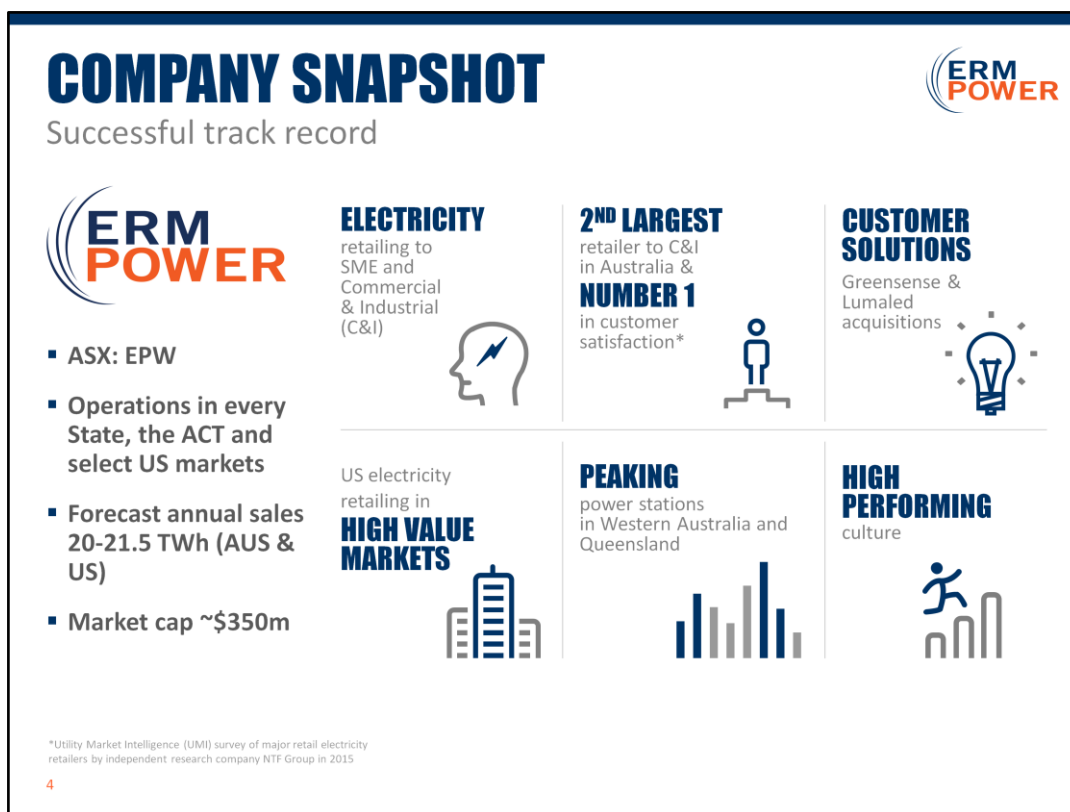 COMPANY SNAPSHOT
Successful track record
ERM
POWER
ERM
POWER
▪ ASX: EPW
▪ Operations in every
State, the ACT and
select US markets
▪ Forecast annual sales
20-21.5 TWh (AUS &
US)
▪ Market cap ~$350m
ELECTRICITY
retailing to
SME and
Commercial
& Industrial
(C&I)
2ND LARGEST
retailer to C&I
in Australia &
NUMBER 1
in customer
satisfaction*
CUSTOMER
SOLUTIONS
Greensense &
Lumaled
acquisitions
US electricity
retailing in
HIGH VALUE
MARKETS
PEAKING
power stations
in Western Australia and
Queensland
HIGH
PERFORMING
culture
*Utility Market Intelligence (UMI) survey of major retail electricity
retailers by independent research company NTF Group in 2015
4